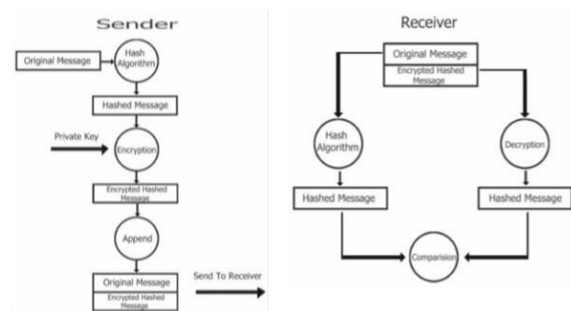 Sender
Original Message
Hash
Algorithm
Hashed Message
Private Key
Encryption
Encrypted Hashed
Message
Append
Original Message
Encrypted Hashed
Message
Send To Receiver
Receiver
Original Message
Encrypted Hashed
Message
Hash
Algorithm
Decryption
Hashed Message
Hashed Message
Comparision